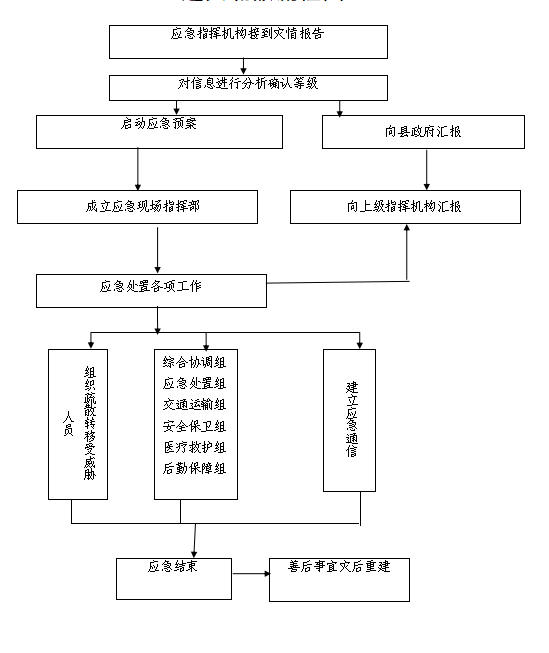 应急指挥机构接到灾情报告
对信息进行分析确认等级
启动应急预案
向县政府汇报
成立应急现场指挥部
向上级指挥机构汇报
应急处置各项工作
组织疏散转移受威胁
人员
综合协调组
应急处置组
交通运输组
安全保卫组
医疗救护组
后勤保障组
建立应急通信
应急结束
善后事宜灾后重建